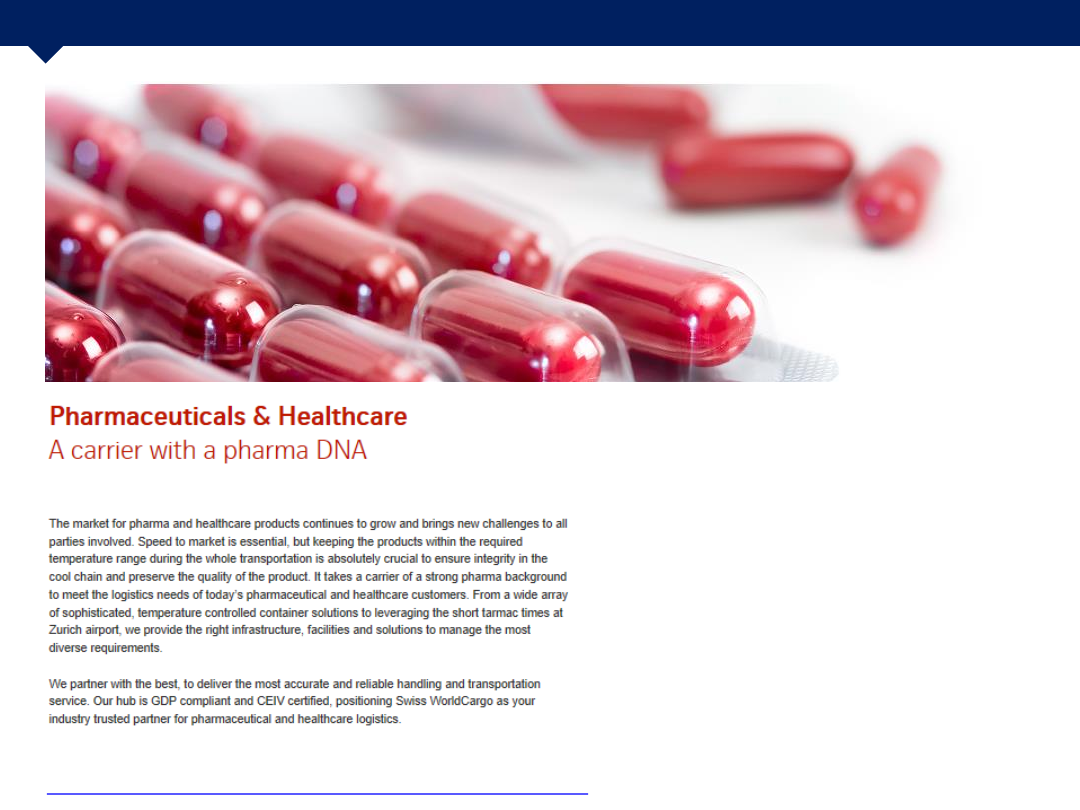 Pharmaceuticals & Healthcare
A carrier with a pharma DNA
The market for pharma and healthcare products continues to grow and brings new challenges to all
parties involved. Speed to market is essential, but keeping the products within the required
temperature range during the whole transportation is absolutely crucial to ensure integrity in the
cool chain and preserve the quality of the product. It takes a carrier of a strong pharma background
to meet the logistics needs of today's pharmaceutical and healthcare customers. From a wide array
of sophisticated, temperature controlled container solutions to leveraging the short tarmac times at
Zurich airport, we provide the right infrastructure, facilities and solutions to manage the most
diverse requirements.
We partner with the best, to deliver the most accurate and reliable handling and transportation
service. Our hub is GDP compliant and CEIV certified, positioning Swiss WorldCargo as your
industry trusted partner for pharmaceutical and healthcare logistics.